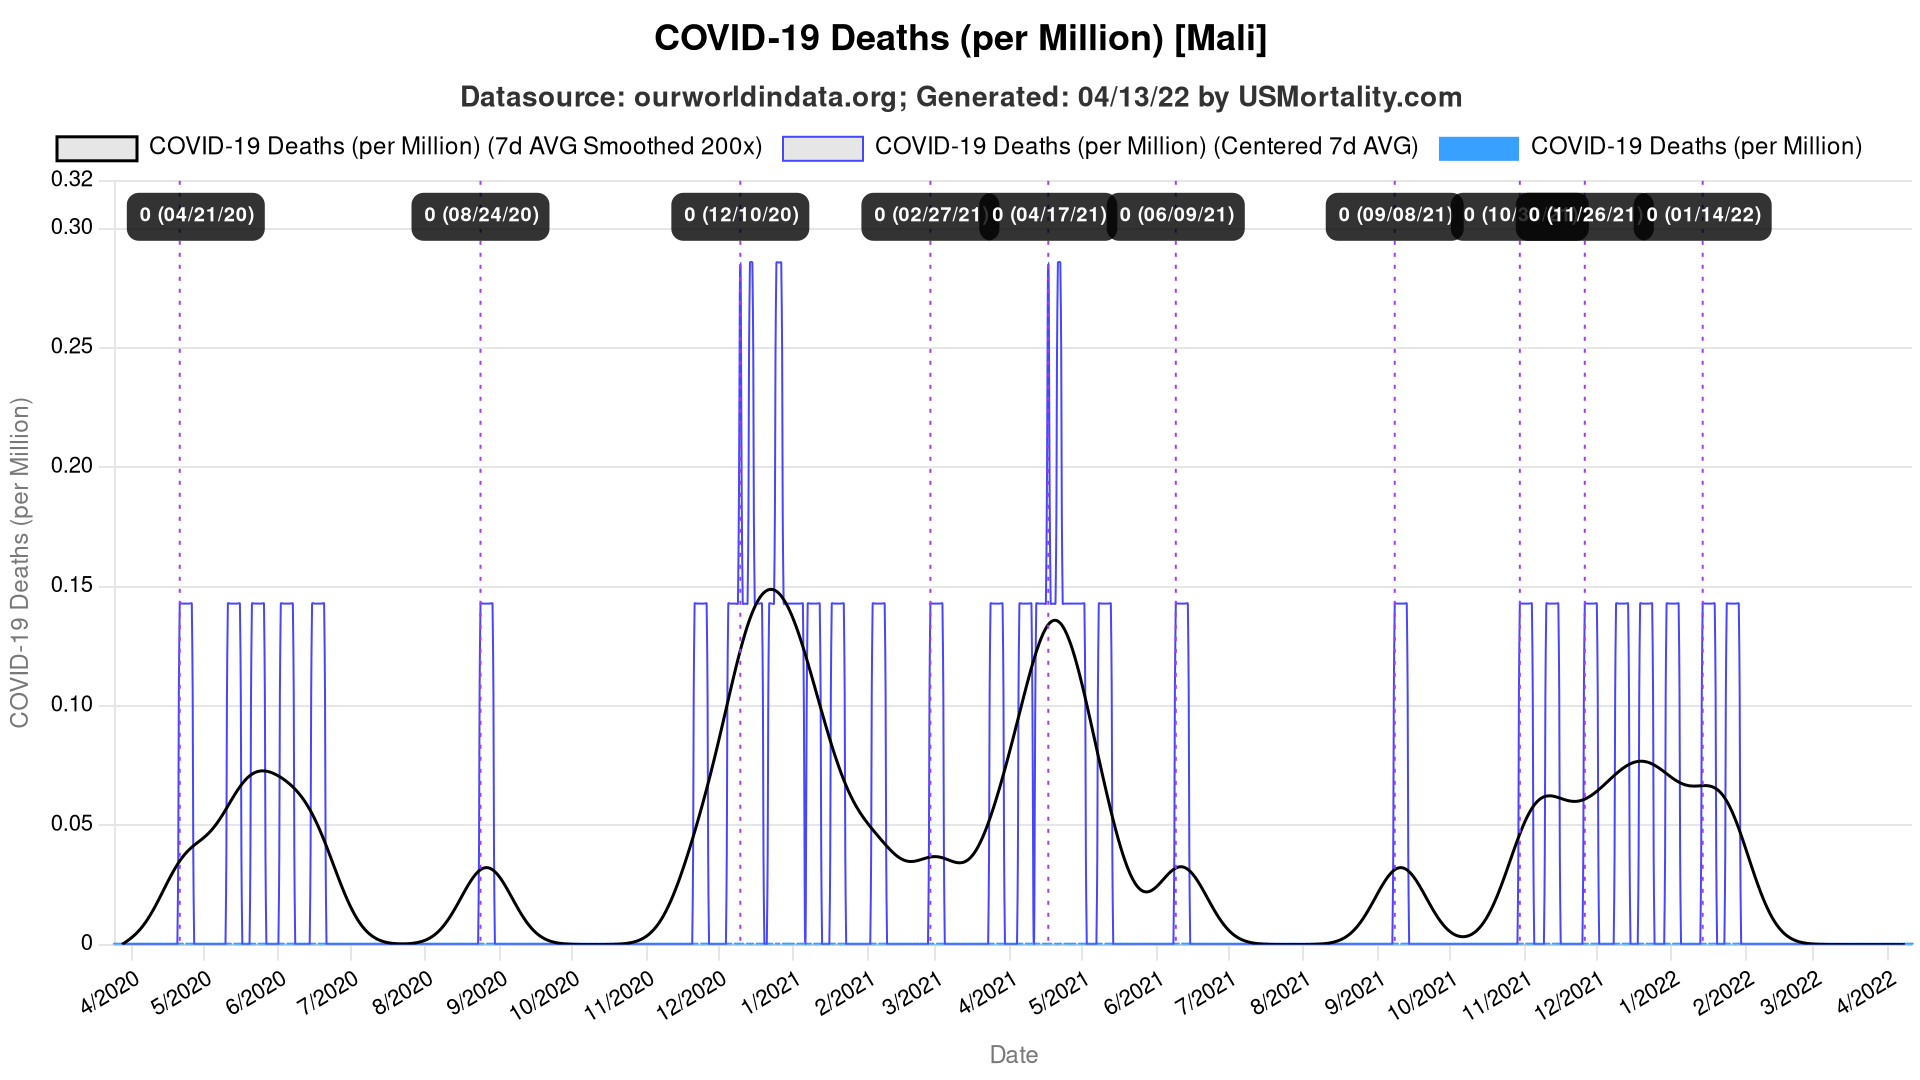 COVID-19 Deaths (per Million) [Mali]
Datasource: ourworldindata.org; Generated: 04/13/22 by USMortality.com
COVID-19 Deaths (per Million) (7d AVG Smoothed 200x) COVID-19 Deaths (per Million) (Centered 7d AVG) COVID-19 Deaths (per Million)
0 (04/21/20) 0 (08/24/20) 0 (12/10/20) 0 (02/27/21) 0 (04/17/21) 0 (06/09/21) 0 (09/08/21) 0 (11/26/21) 0 (01/14/22)
0.32
0.30
0.25
0.20
0.15
0.10
0.05
0
COVID-19 Deaths (per Million)
4/2020 5/2020 6/2020 7/2020 8/2020 9/2020 10/2020 11/2020 12/2020 1/2021 2/2021 3/2021 4/2021 5/2021 6/2021 7/2021 8/2021 9/2021 10/2021 11/2021 12/2021 1/2022 2/2022 3/2022 4/2022
Date